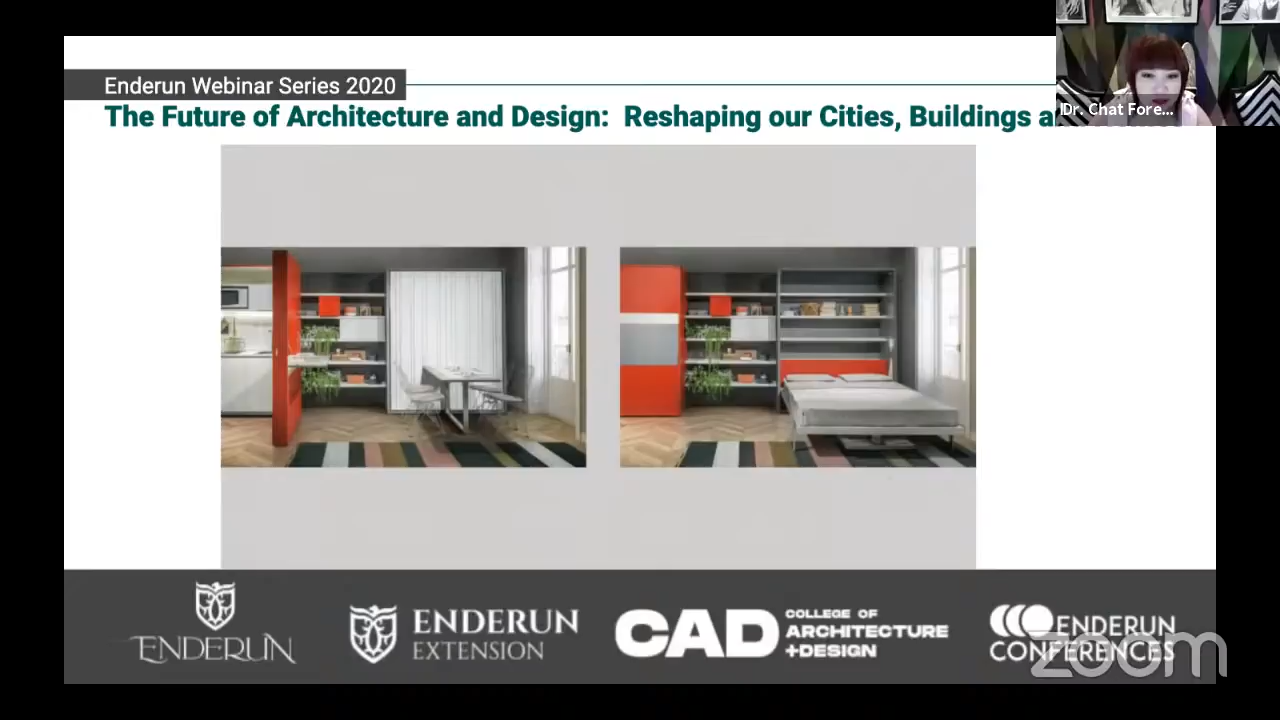 Enderun Webinar Series 2020
The Future of Architecture and Design: Reshaping our Cities, Buildings
Dr. Chat Fore...
ENDERUN
ENDERUN
EXTENSION
CAD
COLLEGE OF
ARCHITECTURE
+DESIGN
ENDERUN
CONFERENCES
zoom